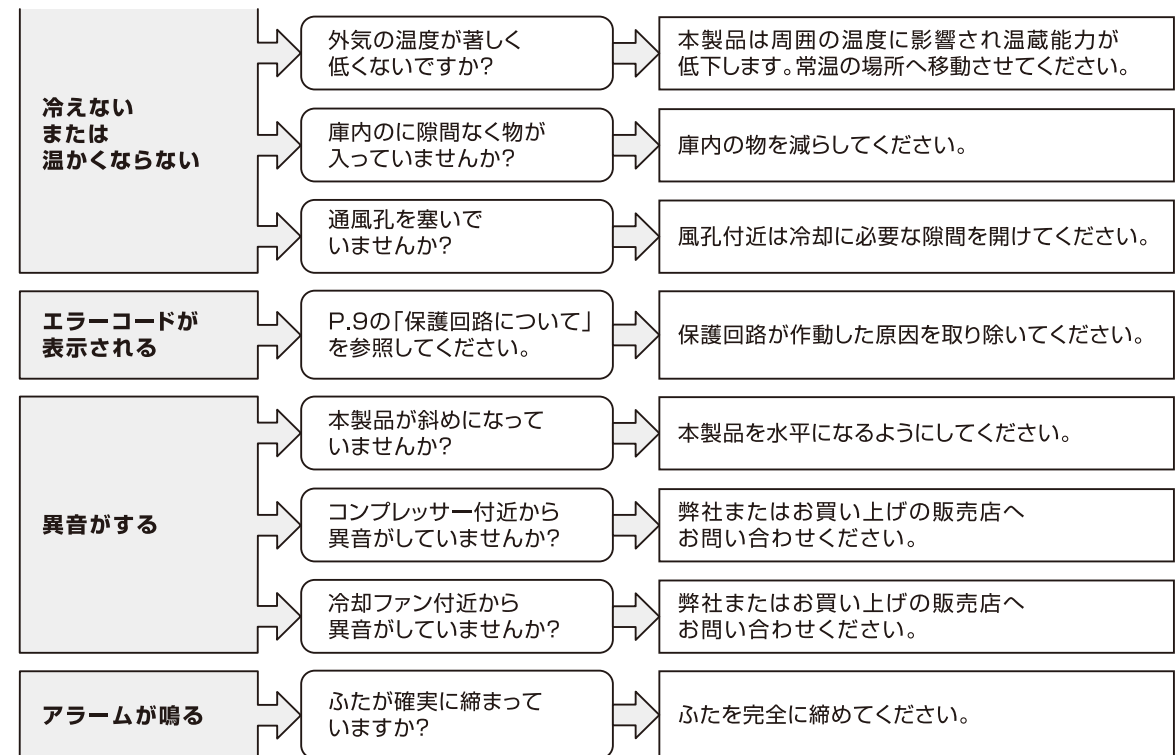 冷えない
または
温かくならない
外気の温度が著しく
低くないですか?
本製品は周囲の温度に影響され温蔵能力が
低下します。常温の場所へ移動させてください。
庫内のに隙間なく物が
入っていませんか?
庫内の物を減らしてください。
通風孔を塞いで
いませんか?
風孔付近は冷却に必要な隙間を開けてください。
エラーコードが
表示される
P.9の「保護回路について」
を参照してください。
保護回路が作動した原因を取り除いてください。
異音がする
本製品が斜めになって
いませんか?
本製品を水平になるようにしてください。
コンプレッサー付近から
異音がしていませんか?
弊社またはお買い上げの販売店へ
お問い合わせください。
冷却ファン付近から
異音がしていませんか?
弊社またはお買い上げの販売店へ
お問い合わせください。
アラームが鳴る
ふたが確実に締まって
いますか?
ふたを完全に締めてください。